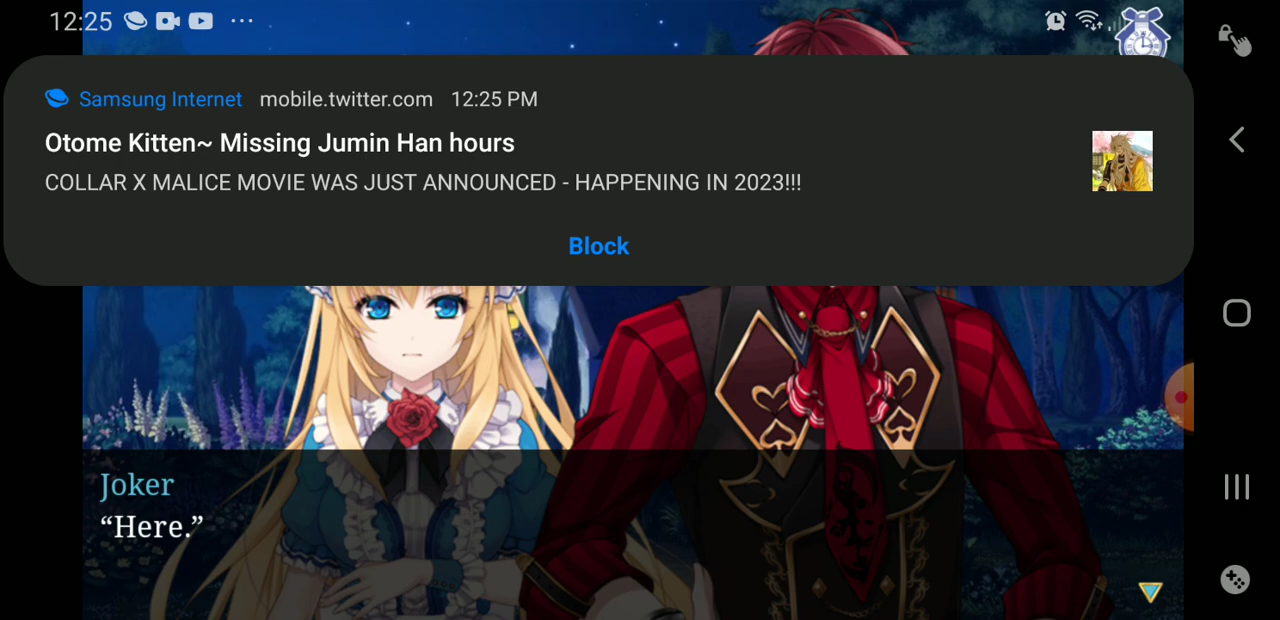 12:25
Samsung Internet mobile.twitter.com 12:25 PM
Otome Kitten~ Missing Jumin Han hours
COLLAR X MALICE MOVIE WAS JUST ANNOUNCED - HAPPENING IN 2023!!!
Block
Joker
“Here.”